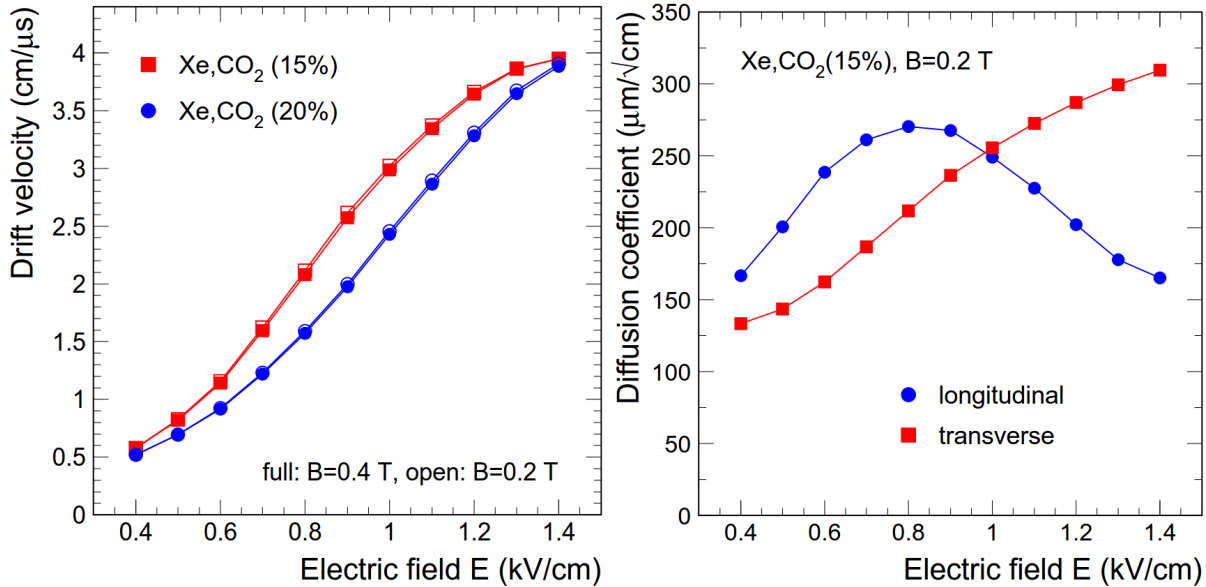 Drift velocity (cm/μs)
4
3.5
3
2.5
2
1.5
1
0.5
0
Xe,CO₂ (15%)
Xe,CO₂ (20%)
full: B=0.4 T, open: B=0.2 T
0.4 0.6 0.8 1 1.2 1.4
Electric field E (kV/cm)
Diffusion coefficient (μm/√cm)
350
300
250
200
150
100
50
0
Xe,CO₂(15%), B=0.2 T
longitudinal
transverse
0.4 0.6 0.8 1 1.2 1.4
Electric field E (kV/cm)